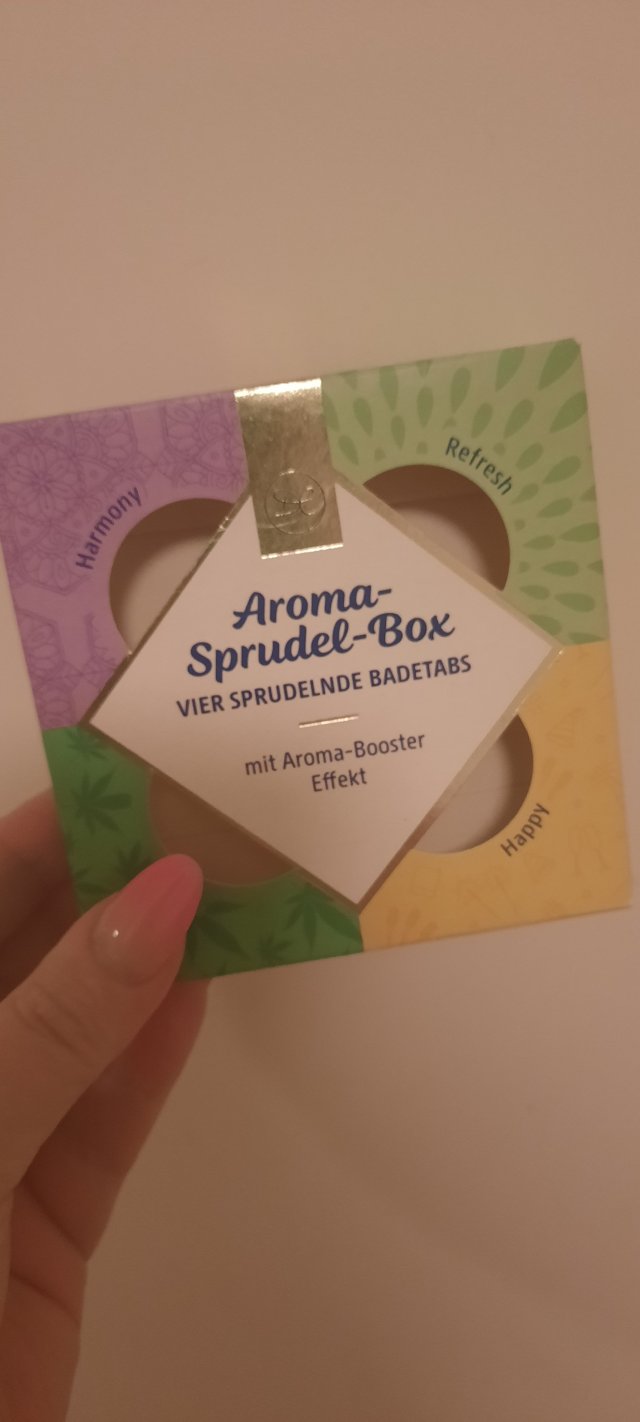 Harmony
Refresh
Aroma-
Sprudel-Box
VIER SPRUDELNDE BADETABS
mit Aroma-Booster
Effekt
Happy